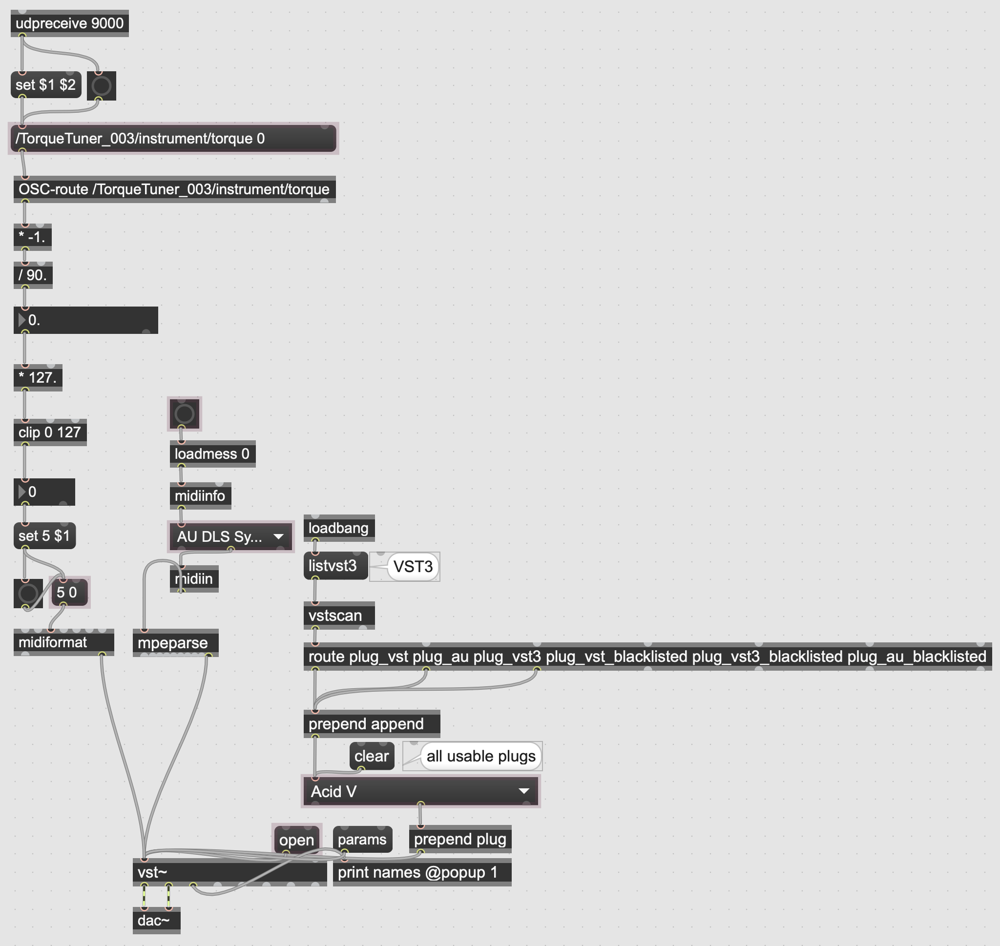 udpreceive 9000
set $1 $2
/TorqueTuner_003/instrument/torque 0
OSC-route /TorqueTuner_003/instrument/torque
* -1.
/ 90.
0.
* 127.
clip 0 127
0
set 5 $1
5 0
midiformat
loadmess 0
midiinfo
AU DLS Sy...
midiin
mpeparse
loadbang
listvst3
VST3
vstscan
route plug_vst plug_au plug_vst3 plug_vst_blacklisted plug_vst3_blacklisted plug_au_blacklisted
prepend append
clear
all usable plugs
Acid V
open
params
prepend plug
vst~
print names @popup 1
dac~